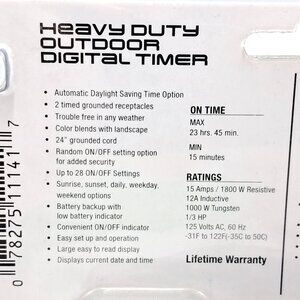 HEAVY DUTY
OUTDOOR
DIGITAL TIMER
• Automatic Daylight Saving Time Option
• 2 timed grounded receptacles
• Trouble free in any weather
• Color blends with landscape
• 24" grounded cord
• Random ON/OFF setting option
for added security
• Up to 28 ON/OFF Settings
• Sunrise, sunset, daily, weekday,
weekend options
• Battery backup with
low battery indicator
• Convenient ON/OFF indicator
• Easy set up and operation
• Large easy to read display
• Displays current date and time
ON TIME
MAX
23 hrs. 45 min.
MIN
15 minutes
RATINGS
15 Amps / 1800 W Resistive
12A Inductive
1000 W Tungsten
1/3 HP
125 Volts AC, 60 Hz
-31F to 122F(-35C to 50C)
Lifetime Warranty
0 78275 11141 7